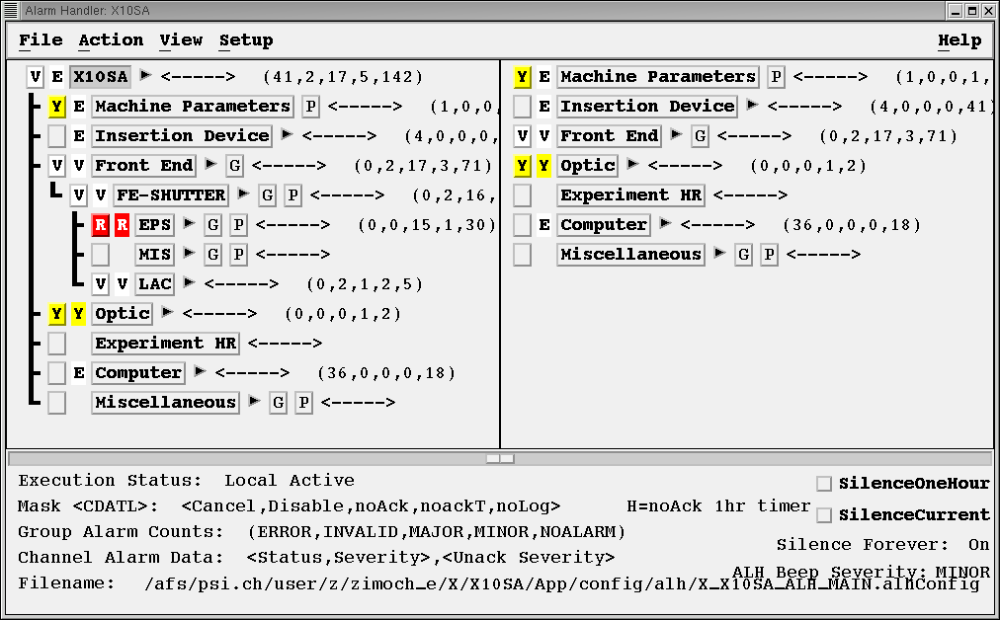 Alarm Handler: X10SA
File Action View Setup Help
V E X10SA <-----> (41,2,17,5,142)
Y E Machine Parameters P <-----> (1,0,0,
E Insertion Device <-----> (4,0,0,0,
V V Front End G <-----> (0,2,17,3,71)
V V FE-SHUTTER G P <-----> (0,2,16,
R R EPS G P <-----> (0,0,15,1,30)
MIS G P <----->
V V LAC <-----> (0,2,1,2,5)
Y Y Optic <-----> (0,0,0,1,2)
Experiment HR <----->
E Computer <-----> (36,0,0,0,18)
Miscellaneous G P <----->
Y E Machine Parameters P <-----> (1,0,0,1,
E Insertion Device <-----> (4,0,0,0,41)
V V Front End G <-----> (0,2,17,3,71)
Y Y Optic <-----> (0,0,0,1,2)
Experiment HR <----->
E Computer <-----> (36,0,0,0,18)
Miscellaneous G P <----->
Execution Status: Local Active
Mask <CDATL>: <Cancel,Disable,noAck,noackT,noLog> H=noAck 1hr timer
Group Alarm Counts: (ERROR,INVALID,MAJOR,MINOR,NOALARM)
Channel Alarm Data: <Status,Severity>,<Unack Severity>
Filename: /afs/psi.ch/user/z/zimoch_e/X/X10SA/App/config/alh/X_X10SA_ALH_MAIN.alhConfig
SilenceOneHour
SilenceCurrent
Silence Forever: On
ALH Beep Severity: MINOR